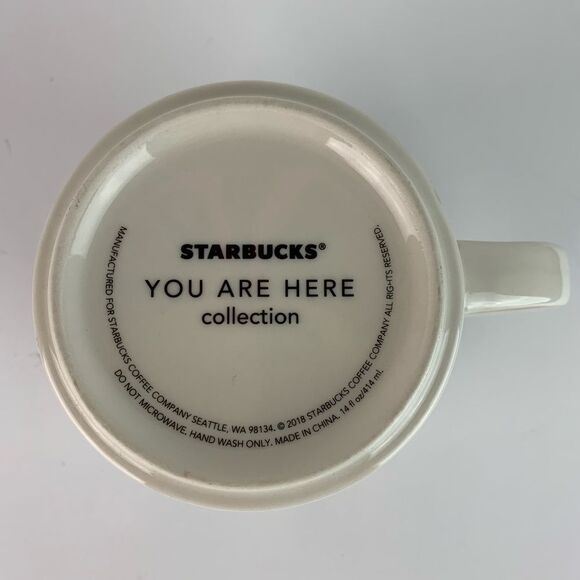 STARBUCKS®
YOU ARE HERE
collection
MANUFACTURED FOR STARBUCKS COFFEE COMPANY SEATTLE, WA 98134. © 2018 STARBUCKS COFFEE COMPANY ALL RIGHTS RESERVED.
DO NOT MICROWAVE, HAND WASH ONLY. MADE IN CHINA. 14 fl oz/414 ml.